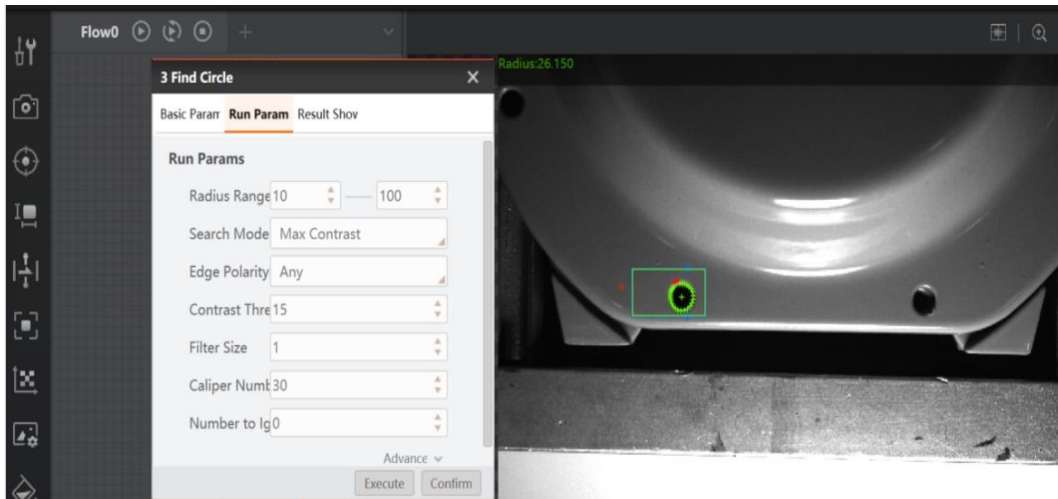 Flow0
3 Find Circle
Radius:26.150
Basic Param Run Param Result Show
Run Params
Radius Range 10 100
Search Mode Max Contrast
Edge Polarity Any
Contrast Thre 15
Filter Size 1
Caliper Numb 30
Number to Ig 0
Advance
Execute Confirm